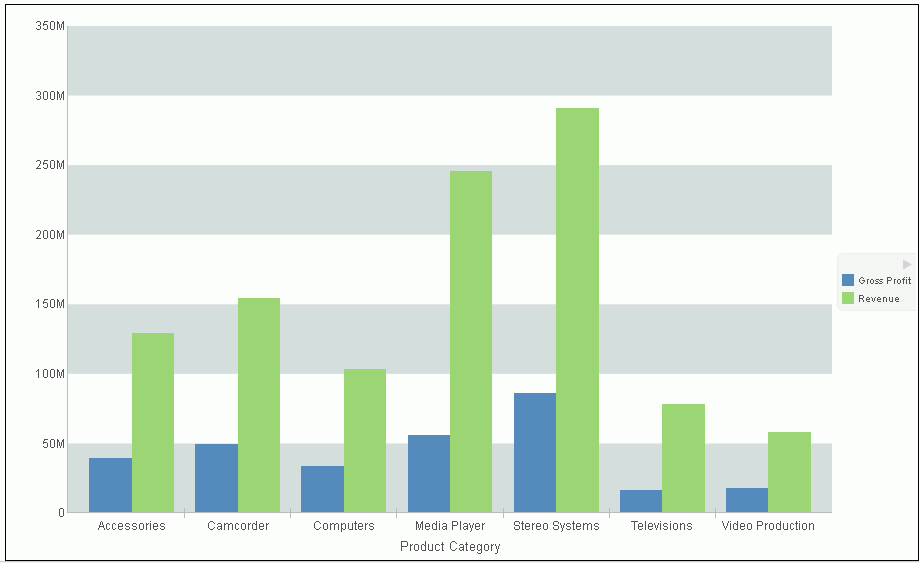 350M
300M
250M
200M
150M
100M
50M
0
Accessories Camcorder Computers Media Player Stereo Systems Televisions Video Production
Product Category
Gross Profit
Revenue